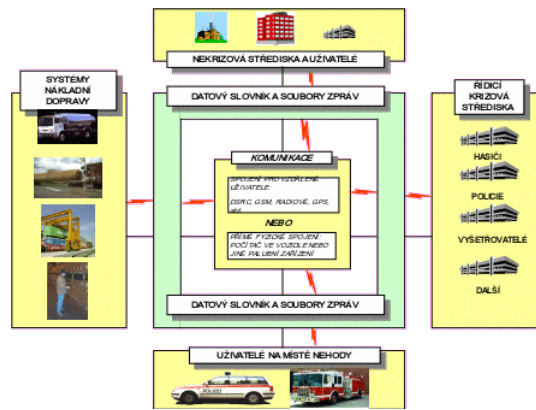 NEKRIZOVÁ STŘEDISKA A UŽIVATELÉ
SYSTÉMY
NÁKLADNÍ
DOPRAVY
DATOVÝ SLOVNÍK A SOUBORY ZPRÁV
ŘÍDICÍ
KRIZOVÁ
STŘEDISKA
KOMUNIKACE
SPOJENÍ PRO VZDÁLENÉ
UŽIVATELE:
DSRC, GSM, RADIOVÉ, GPS,
atd.
NEBO
PŘÍMÉ FYZICKÉ SPOJENÍ:
POČÍTAČ VE VOZIDLE NEBO
JINÉ PALUBNÍ ZAŘÍZENÍ
HASIČI
POLICIE
VYŠETŘOVATELÉ
DALŠÍ
DATOVÝ SLOVNÍK A SOUBORY ZPRÁV
UŽIVATELÉ NA MÍSTĚ NEHODY
POLIZEI